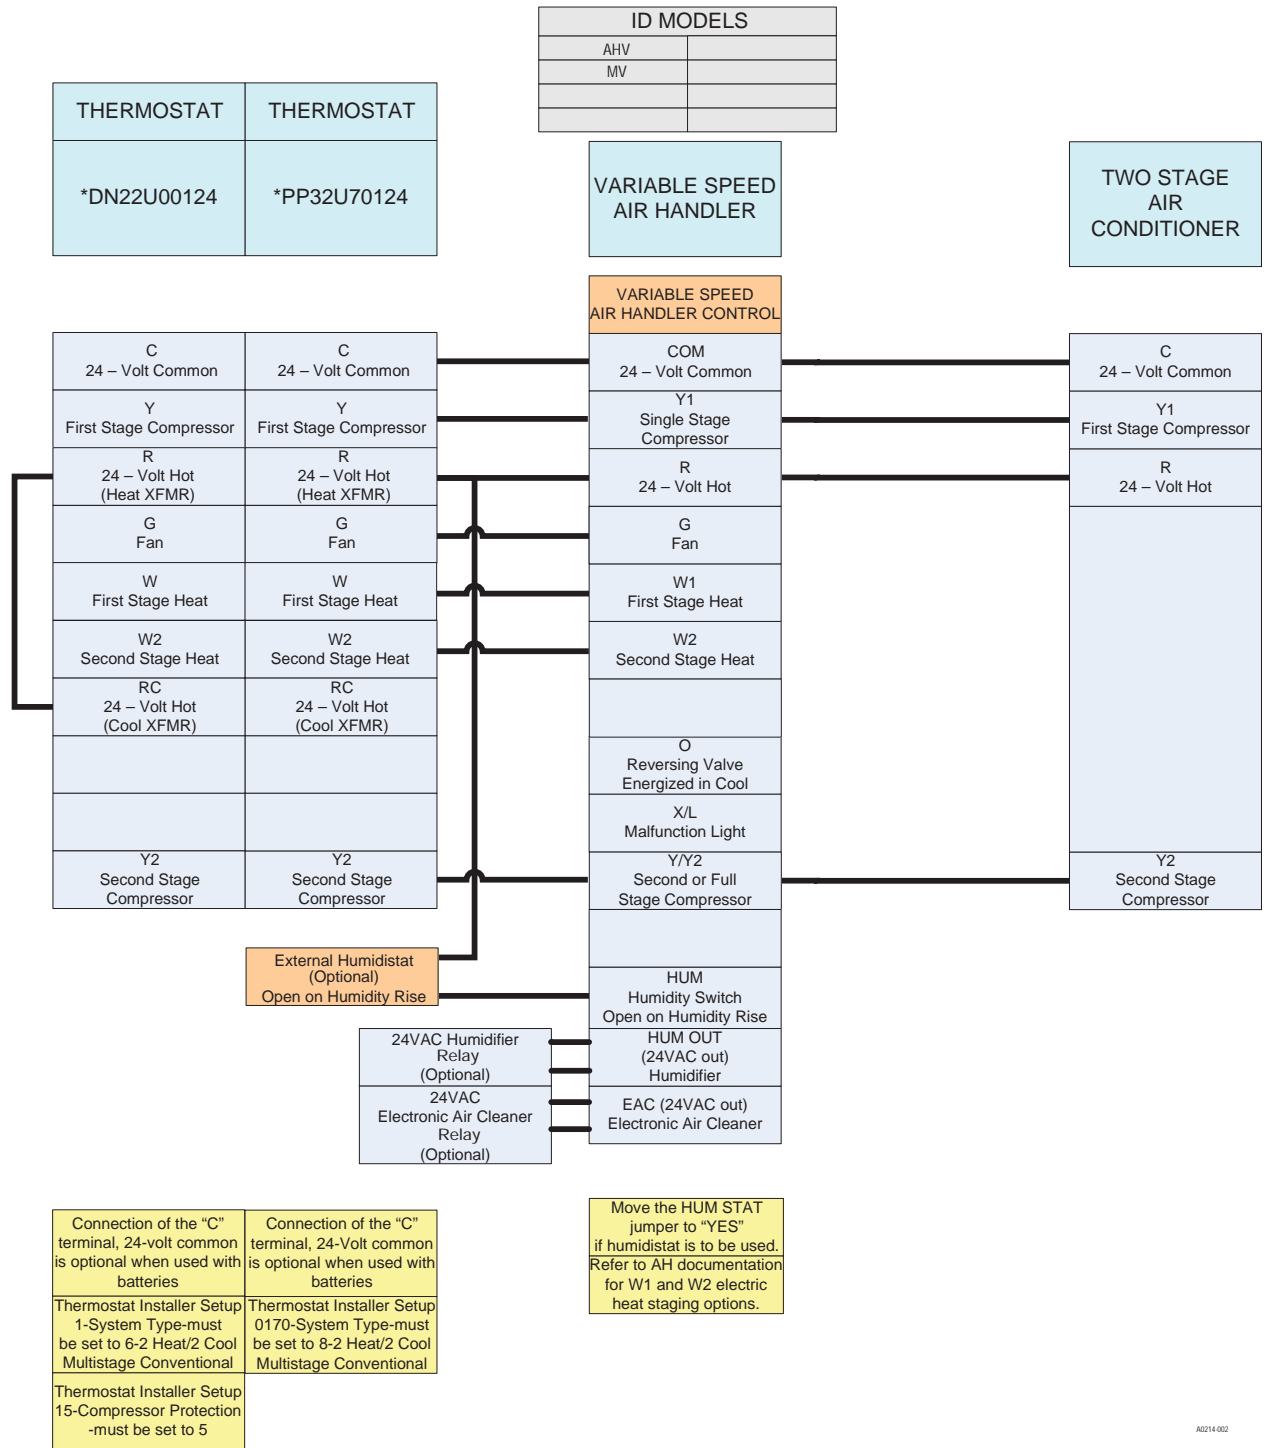 ID MODELS
AHV
MV
THERMOSTAT
THERMOSTAT
*DN22U00124
*PP32U70124
VARIABLE SPEED
AIR HANDLER
TWO STAGE
AIR
CONDITIONER
VARIABLE SPEED
AIR HANDLER CONTROL
C
24 – Volt Common
C
24 – Volt Common
COM
24 – Volt Common
C
24 – Volt Common
Y
First Stage Compressor
Y
First Stage Compressor
Y1
Single Stage
Compressor
Y1
First Stage Compressor
R
24 – Volt Hot
(Heat XFMR)
R
24 – Volt Hot
(Heat XFMR)
R
24 – Volt Hot
R
24 – Volt Hot
G
Fan
G
Fan
G
Fan
W
First Stage Heat
W
First Stage Heat
W1
First Stage Heat
W2
Second Stage Heat
W2
Second Stage Heat
W2
Second Stage Heat
RC
24 – Volt Hot
(Cool XFMR)
RC
24 – Volt Hot
(Cool XFMR)
O
Reversing Valve
Energized in Cool
X/L
Malfunction Light
Y2
Second Stage
Compressor
Y2
Second Stage
Compressor
Y/Y2
Second or Full
Stage Compressor
Y2
Second Stage
Compressor
External Humidistat
(Optional)
Open on Humidity Rise
HUM
Humidity Switch
Open on Humidity Rise
24VAC Humidifier
Relay
(Optional)
HUM OUT
(24VAC out)
Humidifier
24VAC
Electronic Air Cleaner
Relay
(Optional)
EAC (24VAC out)
Electronic Air Cleaner
Connection of the “C”
terminal, 24-volt common
is optional when used with
batteries
Connection of the “C”
terminal, 24-Volt common
is optional when used with
batteries
Move the HUM STAT
jumper to “YES”
if humidistat is to be used.
Refer to AH documentation
for W1 and W2 electric
heat staging options.
Thermostat Installer Setup
1-System Type-must
be set to 6-2 Heat/2 Cool
Multistage Conventional
Thermostat Installer Setup
0170-System Type-must
be set to 8-2 Heat/2 Cool
Multistage Conventional
Thermostat Installer Setup
15-Compressor Protection
-must be set to 5
A0214-002